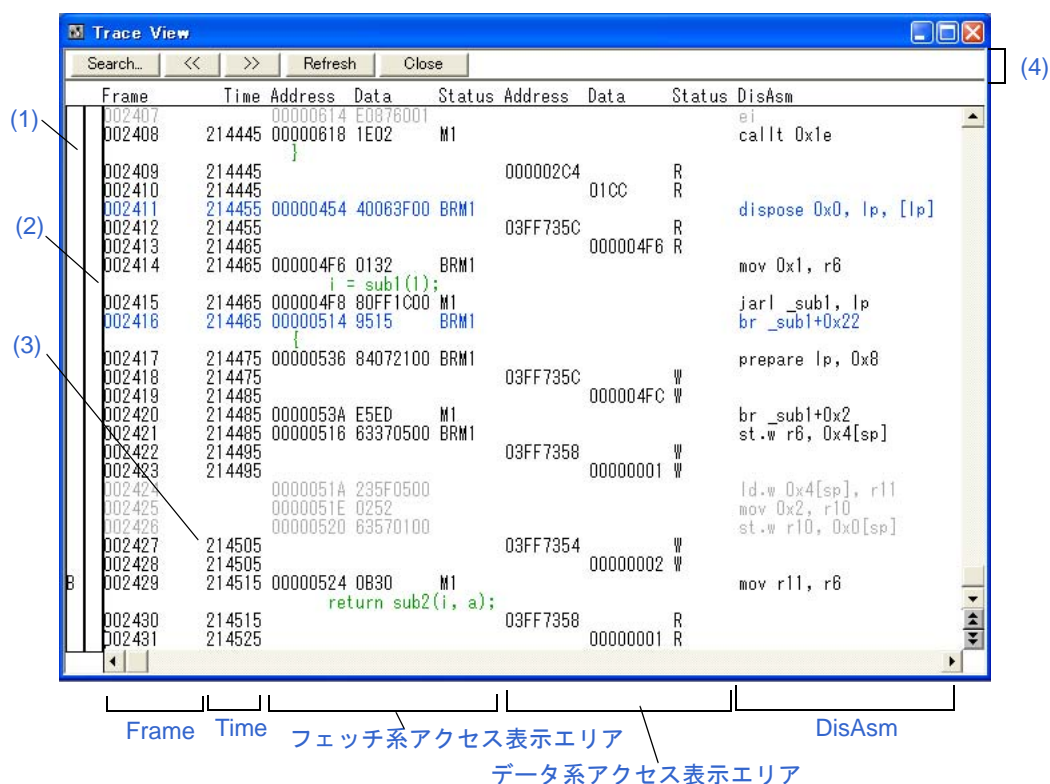 Trace View
Search... << >> Refresh Close
(4)
Frame Time Address Data Status Address Data Status DisAsm
(1)
002407 00000614 E0876001 ei
002408 214445 00000618 1E02 M1 callt 0x1e
}
002409 214445 000002C4 R
002410 214445 01CC R
002411 214455 00000454 40063F00 BRM1 dispose 0x0, lp, [lp]
(2)
002412 214455 03FF735C R
002413 214465 000004F6 R
002414 214465 000004F6 0132 BRM1 mov 0x1, r6
i = sub1(1);
002415 214465 000004F8 80FF1C00 M1 jarl _sub1, lp
002416 214465 00000514 9515 BRM1 br _sub1+0x22
{
(3)
002417 214475 00000536 84072100 BRM1 prepare lp, 0x8
002418 214475 03FF735C W
002419 214485 000004FC W
002420 214485 0000053A E5ED M1 br _sub1+0x2
002421 214485 00000516 63370500 BRM1 st.w r6, 0x4[sp]
002422 214495 03FF7358 W
002423 214495 00000001 W
002424 0000051A 235F0500 ld.w 0x4[sp], r11
002425 0000051E 0252 mov 0x2, r10
002426 00000520 63570100 st.w r10, 0x0[sp]
002427 214505 03FF7354 W
002428 214505 00000002 W
B 002429 214515 00000524 0B30 M1 mov r11, r6
return sub2(i, a);
002430 214515 03FF7358 R
002431 214525 00000001 R
Frame Time フェッチ系アクセス表示エリア DisAsm
データ系アクセス表示エリア